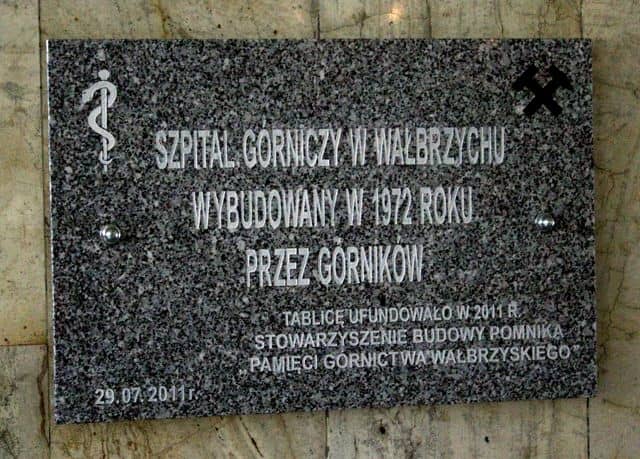 SZPITAL GÓRNICZY W WAŁBRZYCHU
WYBUDOWANY W 1972 ROKU
PRZEZ GÓRNIKÓW
TABLICĘ UFUNDOWAŁO W 2011 R.
STOWARZYSZENIE BUDOWY POMNIKA
„PAMIĘCI GÓRNICTWA WAŁBRZYSKIEGO”
29.07.2011r.